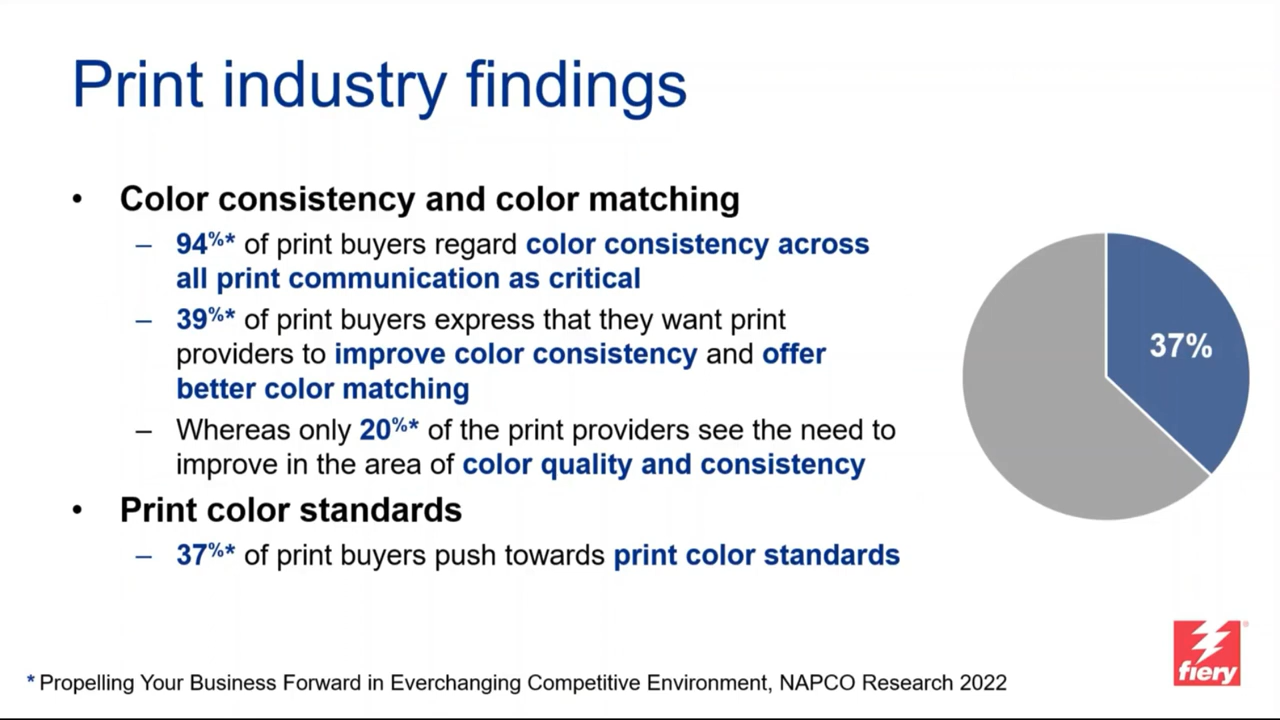 Print industry findings
• Color consistency and color matching
– 94%* of print buyers regard color consistency across
all print communication as critical
– 39%* of print buyers express that they want print
providers to improve color consistency and offer
better color matching
– Whereas only 20%* of the print providers see the need to
improve in the area of color quality and consistency
• Print color standards
– 37%* of print buyers push towards print color standards
37%
fiery®
* Propelling Your Business Forward in Everchanging Competitive Environment, NAPCO Research 2022